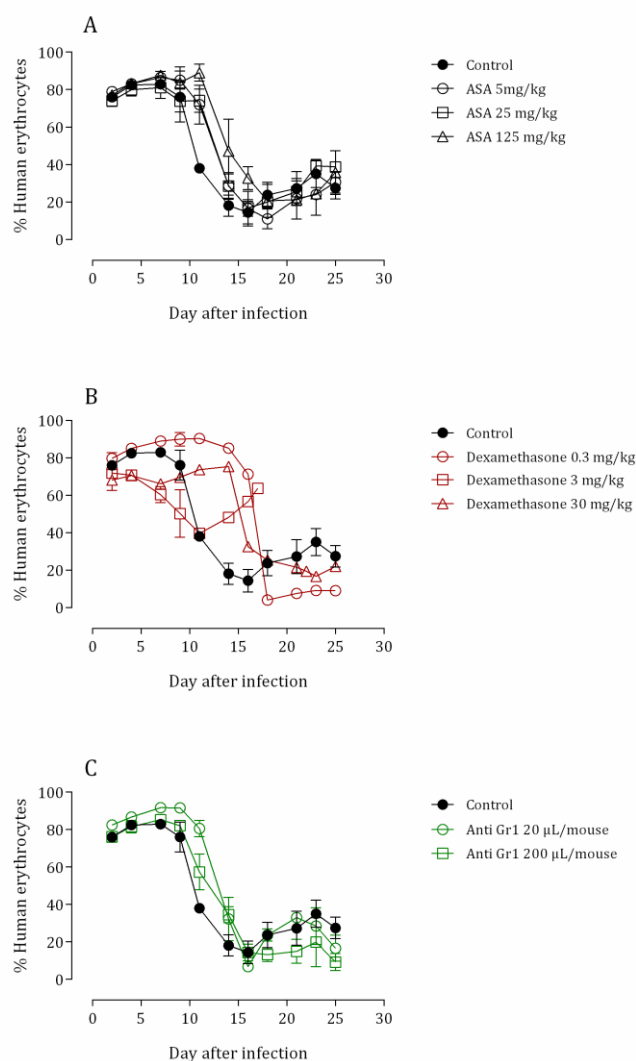 A
100
80
60
40
20
0
% Human erythrocytes
0 5 10 15 20 25 30
Day after infection
Control
ASA 5mg/kg
ASA 25 mg/kg
ASA 125 mg/kg
B
100
80
60
40
20
0
% Human erythrocytes
0 5 10 15 20 25 30
Day after infection
Control
Dexamethasone 0.3 mg/kg
Dexamethasone 3 mg/kg
Dexamethasone 30 mg/kg
C
100
80
60
40
20
0
% Human erythrocytes
0 5 10 15 20 25 30
Day after infection
Control
Anti Gr1 20 µL/mouse
Anti Gr1 200 µL/mouse